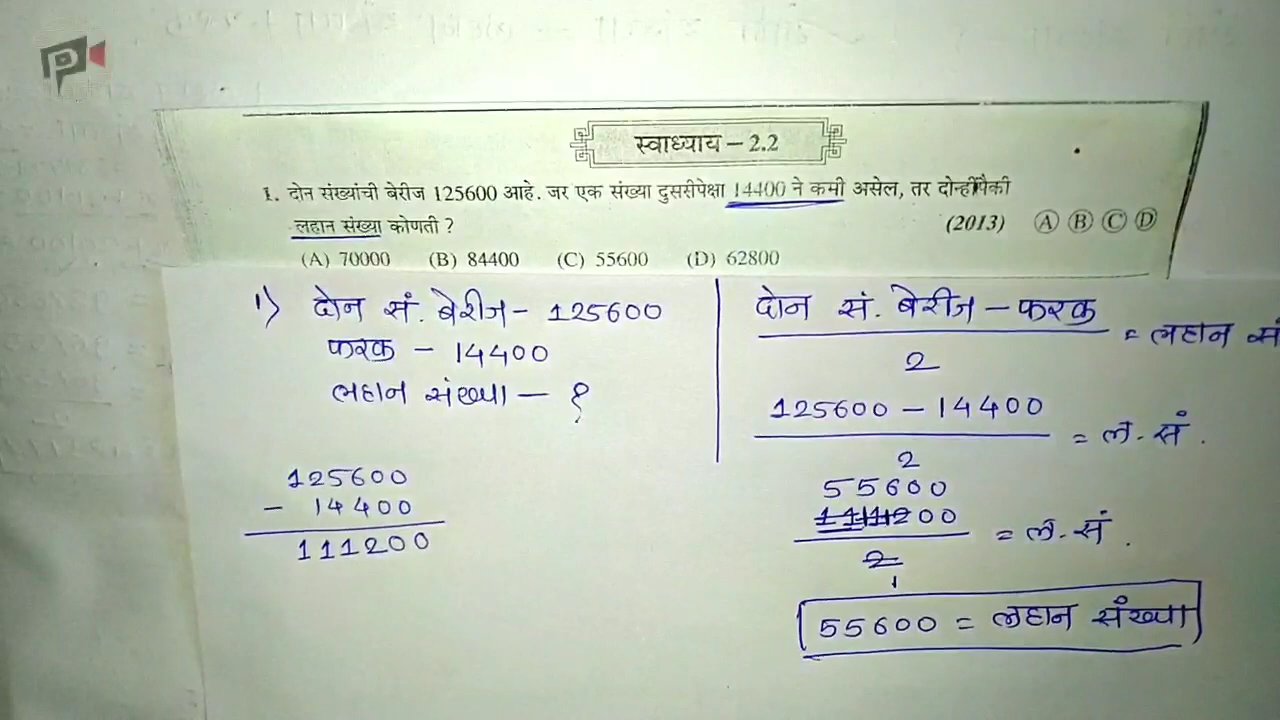 स्वाध्याय – 2.2
1. दोन संख्यांची बेरीज 125600 आहे. जर एक संख्या दुसरीपेक्षा 14400 ने कमी असेल, तर दोन्हींपैकी
लहान संख्या कोणती ? (2013) Ⓐ Ⓑ Ⓒ Ⓓ
(A) 70000 (B) 84400 (C) 55600 (D) 62800
१) दोन सं. बेरीज - 125600
फरक - 14400
लहान संख्या - ?
125600
- 14400
111200
दोन सं. बेरीज - फरक
2
= लहान सं
125600 - 14400
2
= ल. सं.
55600
111200
2
1
= ल. सं.
55600 = लहान संख्या